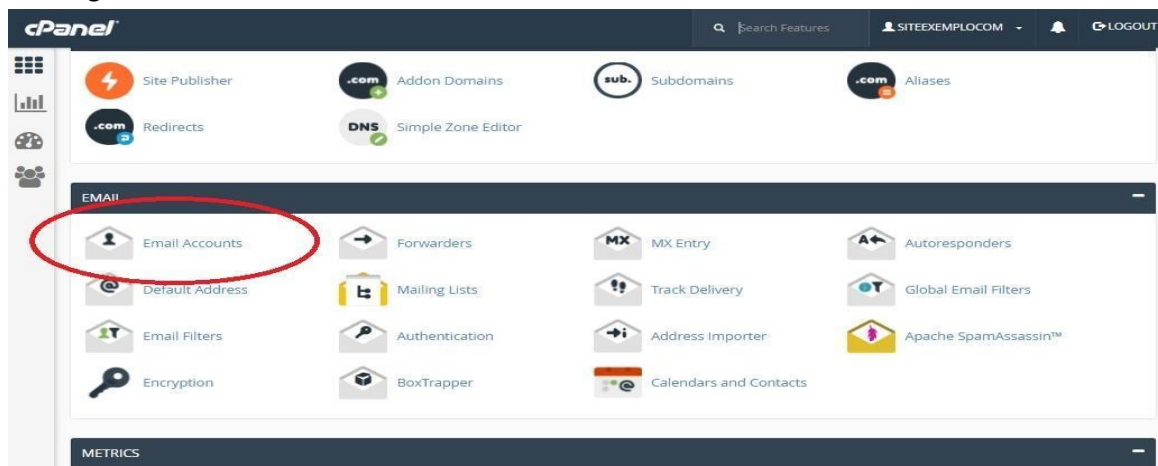 cPanel
Search Features
SITEEXEMPLOCOM
LOGOUT
Site Publisher
.com
Addon Domains
sub.
Subdomains
.com
Aliases
.com
Redirects
DNS
Simple Zone Editor
EMAIL
Email Accounts
Forwarders
MX
MX Entry
A
Autoresponders
@
Default Address
Mailing Lists
Track Delivery
T
Global Email Filters
T
Email Filters
Authentication
i
Address Importer
Apache SpamAssassin™
Encryption
BoxTrapper
@
Calendars and Contacts
METRICS